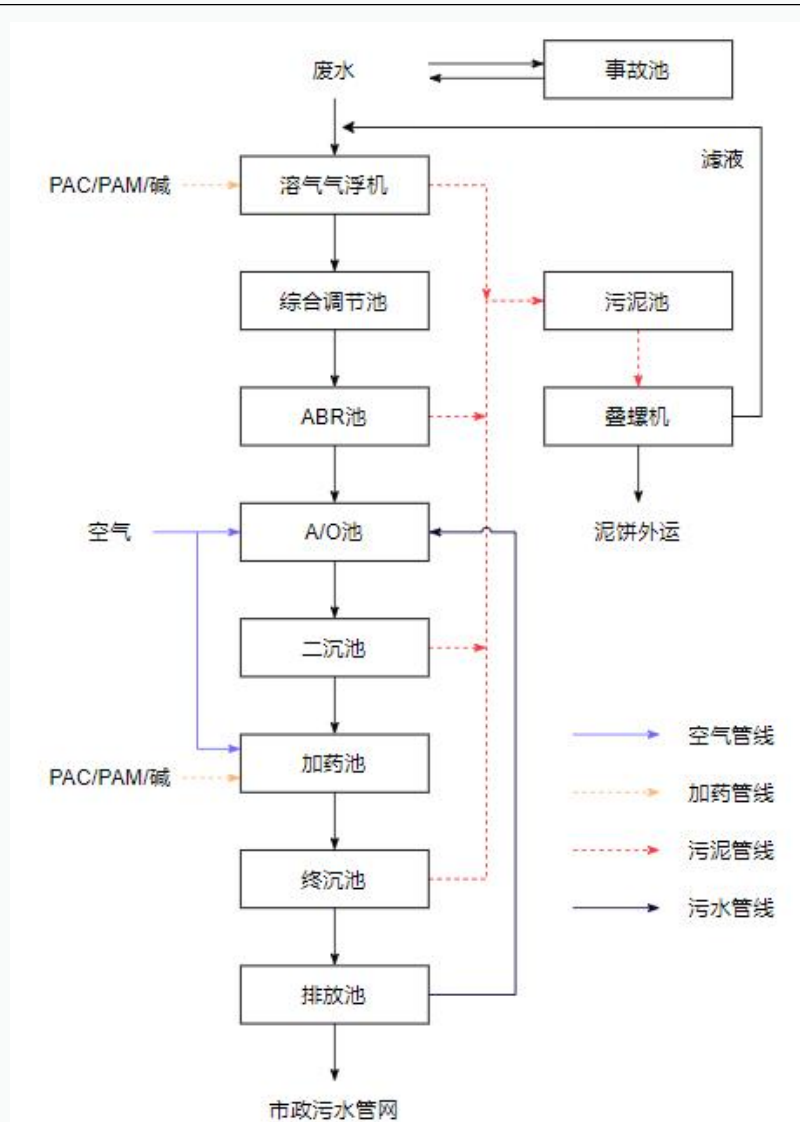 废水
事故池
滤液
PAC/PAM/碱
溶气气浮机
综合调节池
污泥池
ABR池
叠螺机
空气
A/O池
泥饼外运
二沉池
空气管线
PAC/PAM/碱
加药池
加药管线
污泥管线
终沉池
污水管线
排放池
市政污水管网